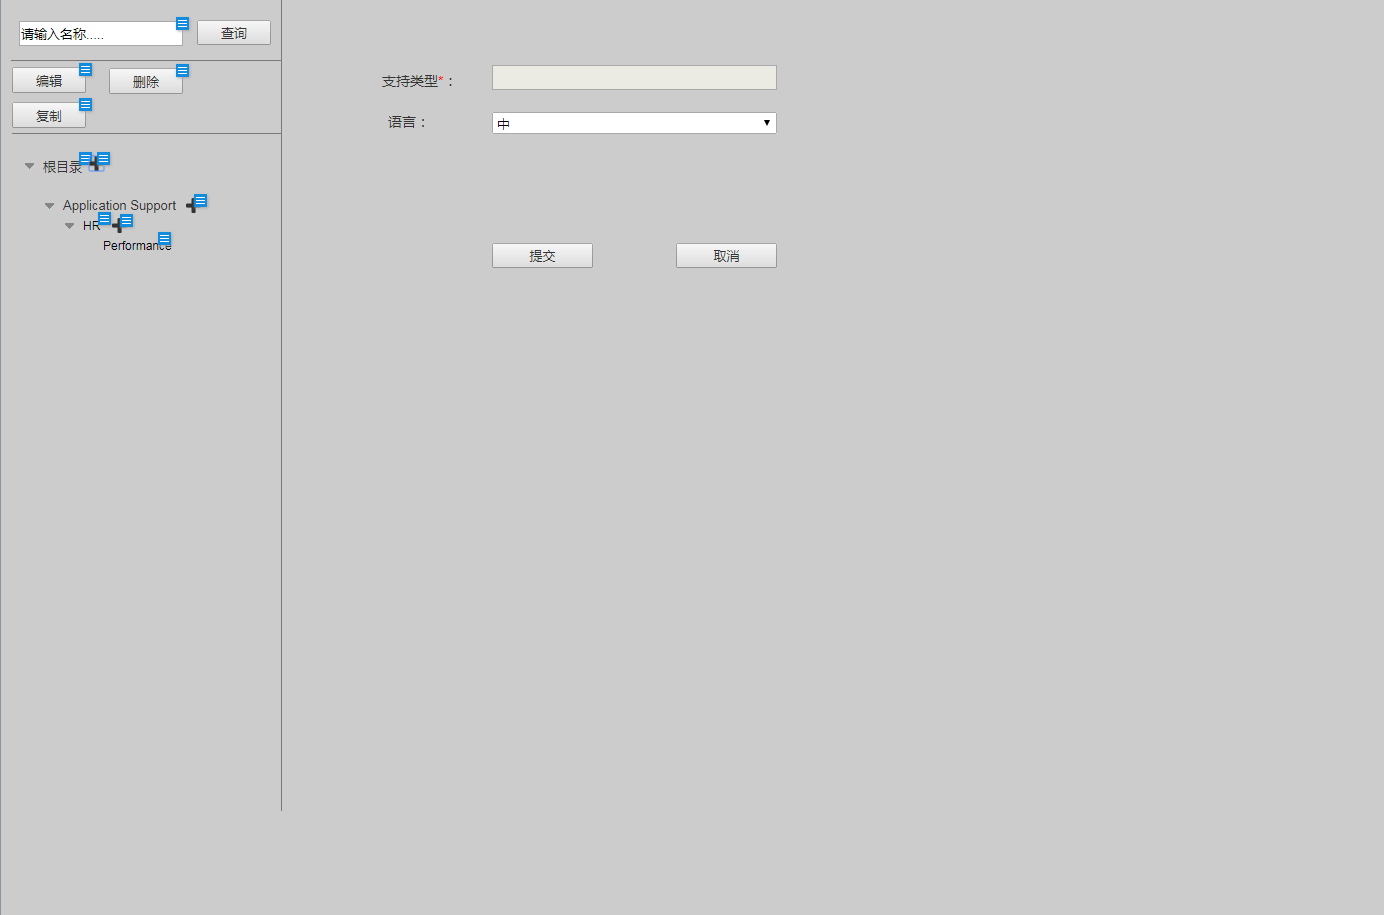 请输入名称.....
查询
编辑
删除
复制
根目录
Application Support
HR
Performance
支持类型*：
语言：
中
提交
取消